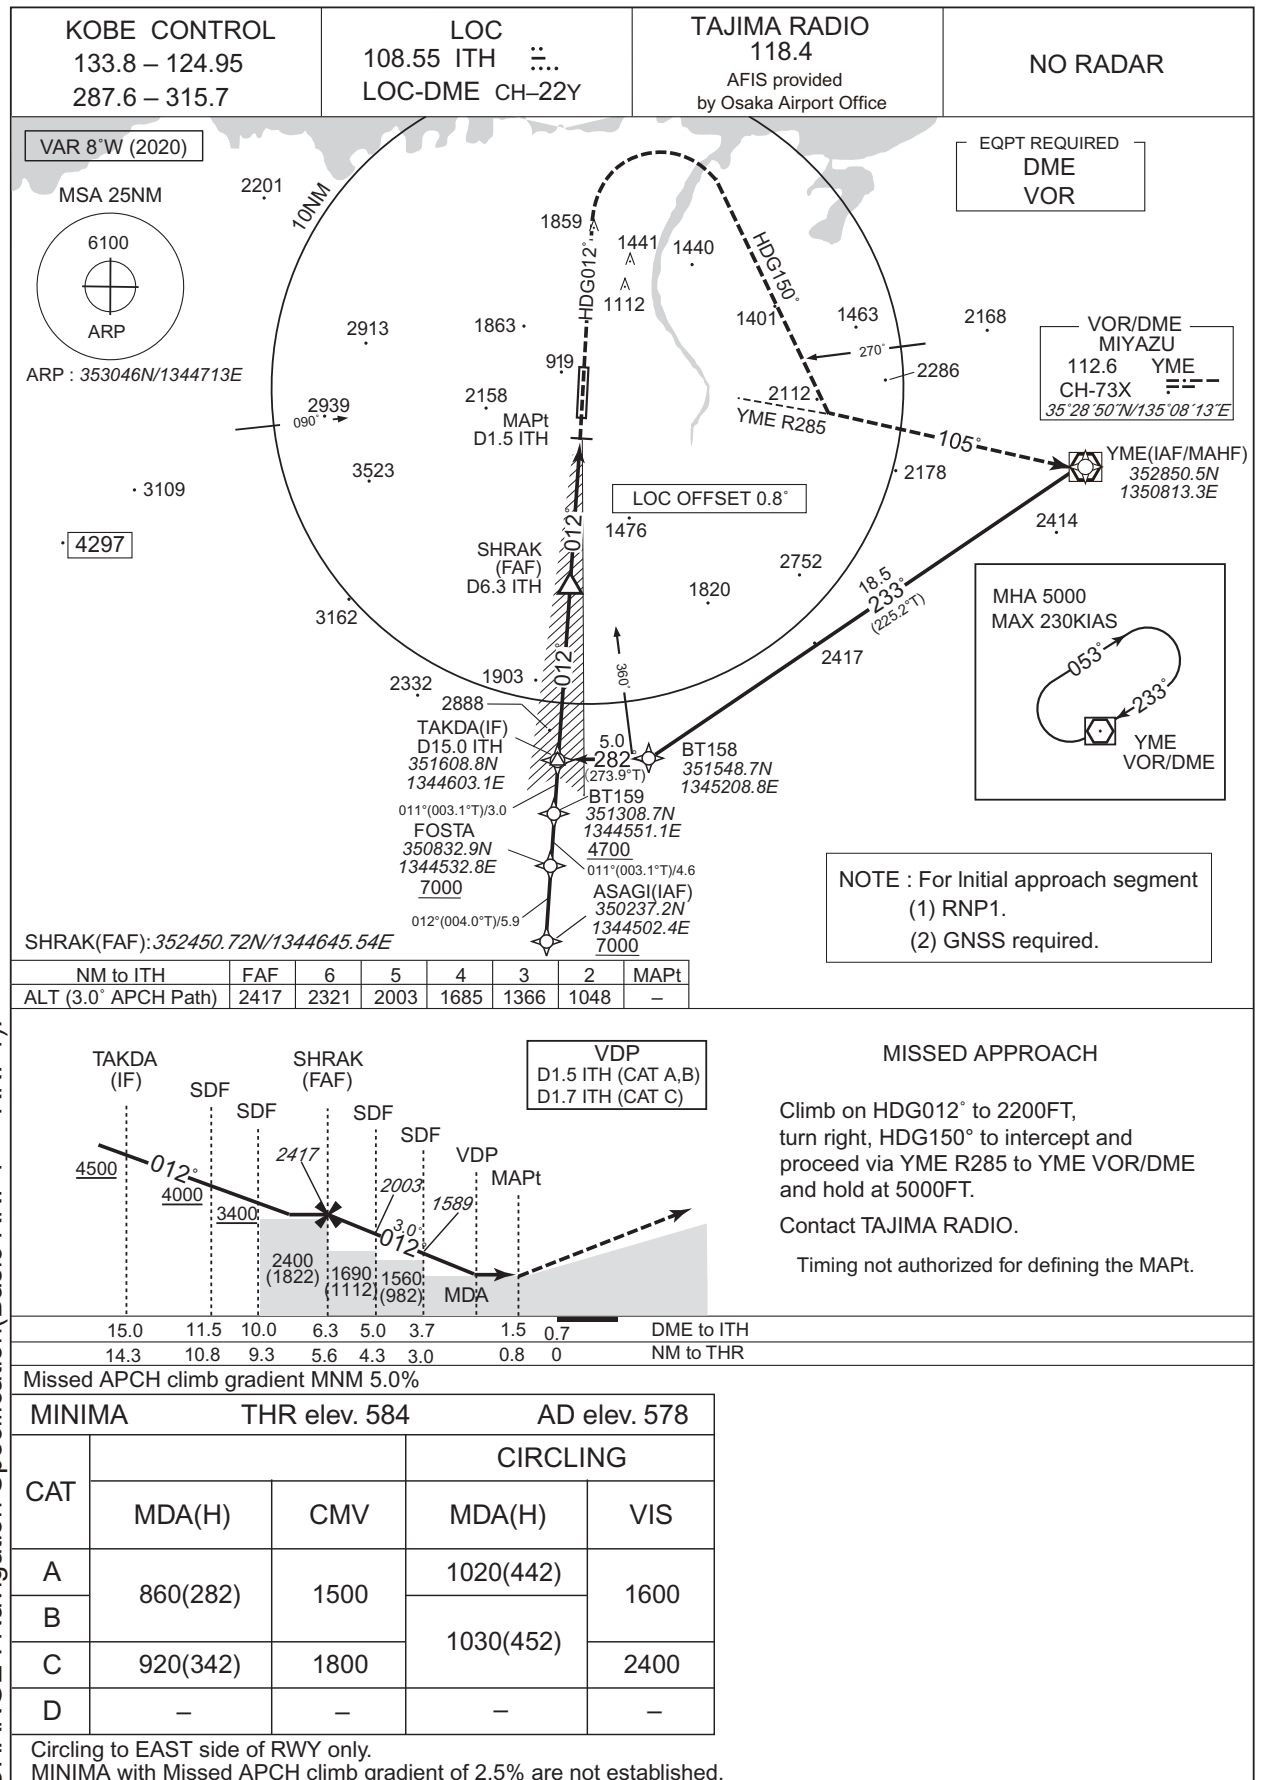 KOBE CONTROL
133.8 – 124.95
287.6 – 315.7
LOC
108.55 ITH
LOC-DME CH–22Y
TAJIMA RADIO
118.4
AFIS provided
by Osaka Airport Office
NO RADAR
VAR 8°W (2020)
MSA 25NM
6100
ARP
ARP : 353046N/1344713E
EQPT REQUIRED
DME
VOR
2201
10NM
1859
1441
1440
1112
HDG012°
HDG150°
1401
1463
2168
2913
1863
919
2158
2939
090°
270°
2286
2112
YME R285
105°
MAPt
D1.5 ITH
VOR/DME
MIYAZU
112.6 YME
CH-73X
35°28´50˝N/135°08´13˝E
YME(IAF/MAHF)
352850.5N
1350813.3E
3523
3109
4297
2178
2414
LOC OFFSET 0.8°
1476
012°
SHRAK
(FAF)
D6.3 ITH
2752
1820
3162
18.5
233°
(225.2°T)
2417
MHA 5000
MAX 230KIAS
053°
233°
YME
VOR/DME
012°
360°
1903
2332
2888
TAKDA(IF)
D15.0 ITH
351608.8N
1344603.1E
5.0
282°
(273.9°T)
BT158
351548.7N
1345208.8E
BT159
351308.7N
1344551.1E
4700
011°(003.1°T)/3.0
FOSTA
350832.9N
1344532.8E
7000
011°(003.1°T)/4.6
ASAGI(IAF)
350237.2N
1344502.4E
7000
012°(004.0°T)/5.9
NOTE : For Initial approach segment
(1) RNP1.
(2) GNSS required.
SHRAK(FAF):352450.72N/1344645.54E
NM to ITH FAF 6 5 4 3 2 MAPt
ALT (3.0° APCH Path) 2417 2321 2003 1685 1366 1048 –
TAKDA
(IF)
SDF
SDF
SHRAK
(FAF)
SDF
SDF
VDP
MAPt
VDP
D1.5 ITH (CAT A,B)
D1.7 ITH (CAT C)
4500
012°
4000
3400
2417
2003
1589
3.0°
012°
2400
(1822)
1690
(1112)
1560
(982)
MDA
15.0 11.5 10.0 6.3 5.0 3.7 1.5 0.7 DME to ITH
14.3 10.8 9.3 5.6 4.3 3.0 0.8 0 NM to THR
MISSED APPROACH
Climb on HDG012° to 2200FT,
turn right, HDG150° to intercept and
proceed via YME R285 to YME VOR/DME
and hold at 5000FT.
Contact TAJIMA RADIO.
Timing not authorized for defining the MAPt.
Missed APCH climb gradient MNM 5.0%
MINIMA THR elev. 584 AD elev. 578
CAT
CIRCLING
MDA(H) CMV MDA(H) VIS
A 860(282) 1500 1020(442) 1600
B 1030(452)
C 920(342) 1800 2400
D – – – –
Circling to EAST side of RWY only.
MINIMA with Missed APCH climb gradient of 2.5% are not established.